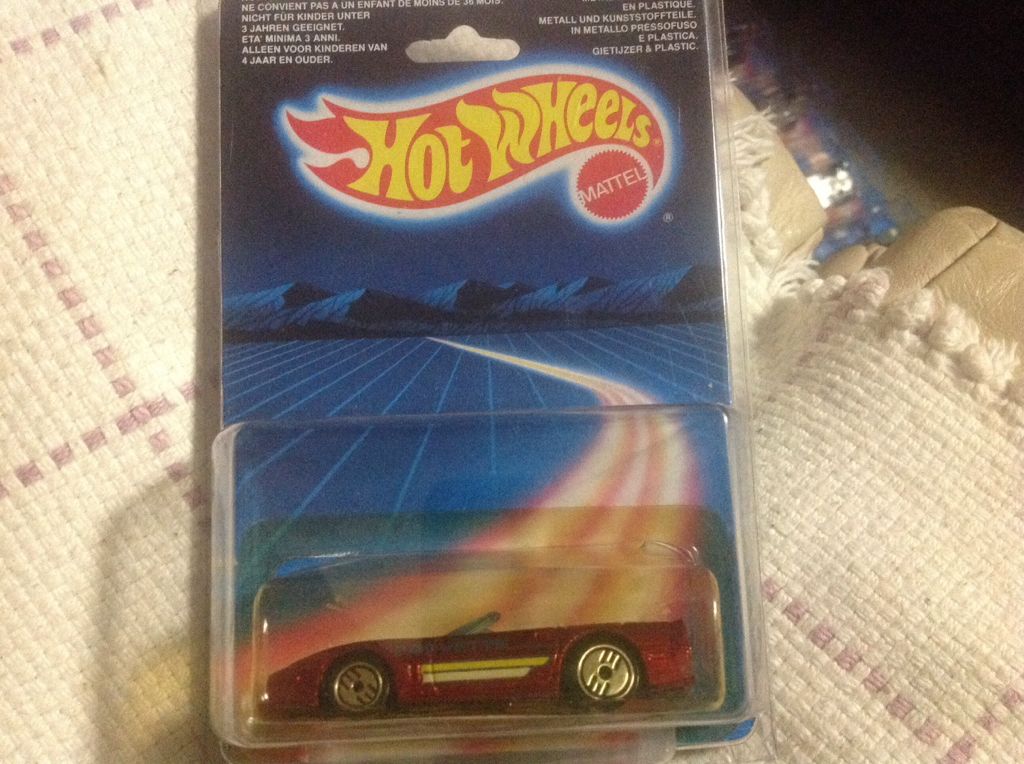 NE CONVIENT PAS A UN ENFANT DE MOINS DE 36 MOIS.
NICHT FÜR KINDER UNTER
3 JAHREN GEEIGNET.
ETA' MINIMA 3 ANNI.
ALLEEN VOOR KINDEREN VAN
4 JAAR EN OUDER.
EN PLASTIQUE.
METALL UND KUNSTSTOFFTEILE.
IN METALLO PRESSOFUSO
E PLASTICA.
GIETIJZER & PLASTIC.
HOT WHEELS®
MATTEL
®